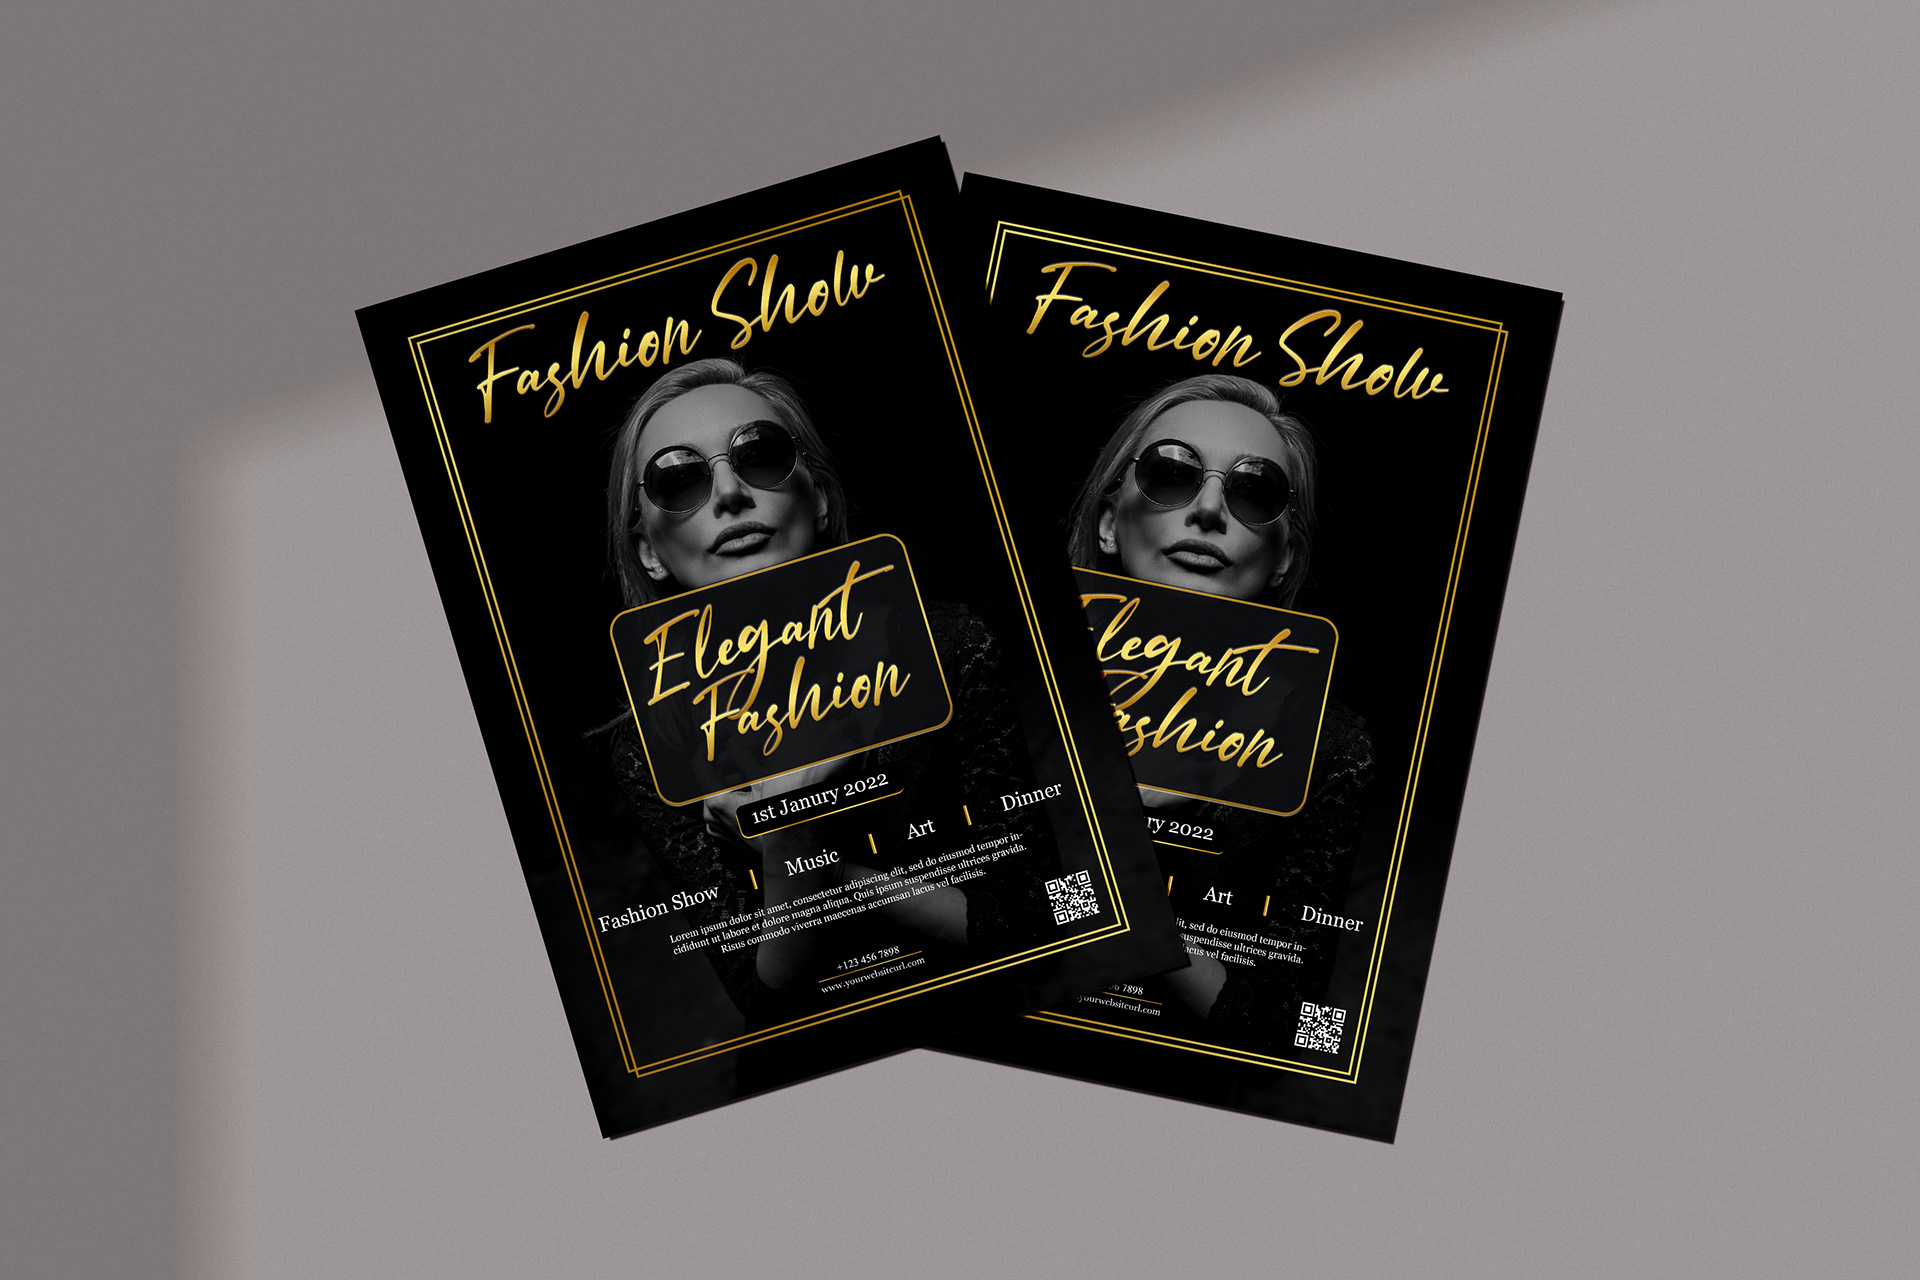 Fashion Show
Elegant
Fashion
1st Janury 2022
Fashion Show Music Art Dinner
Lorem ipsum dolor sit amet, consectetur adipiscing elit, sed do eiusmod tempor in-
cididunt ut labore et dolore magna aliqua. Quis ipsum suspendisse ultrices gravida.
Risus commodo viverra maecenas accumsan lacus vel facilisis.
+123 456 7898
www.yourwebsiteurl.com
Fashion Show
Elegant
ashion
ry 2022
Art Dinner
lit, sed do eiusmod tempor in-
suspendisse ultrices gravida.
lacus vel facilisis.
7898
yourwebsiteurl.com